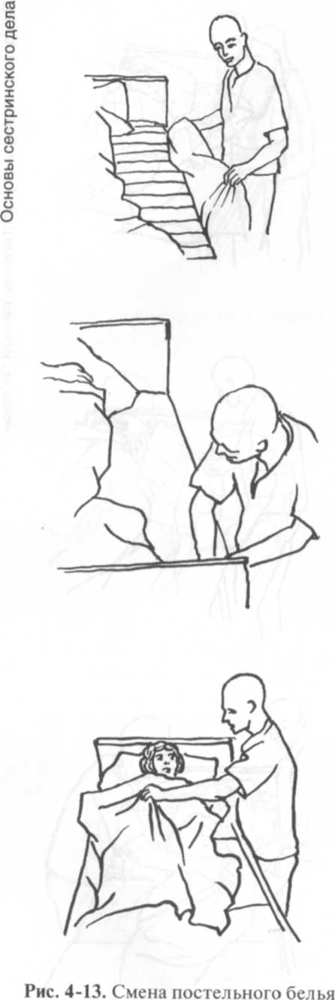 Основы сестринского дела
Рис. 4-13. Смена постельного белья